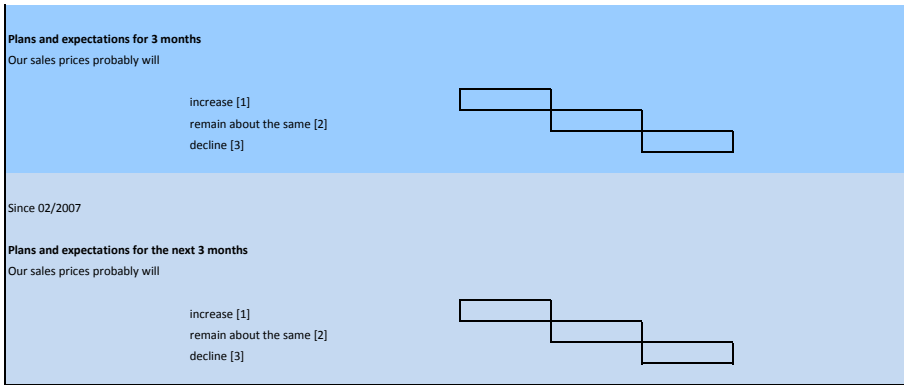 Plans and expectations for 3 months
Our sales prices probably will
increase [1]
remain about the same [2]
decline [3]
Since 02/2007
Plans and expectations for the next 3 months
Our sales prices probably will
increase [1]
remain about the same [2]
decline [3]